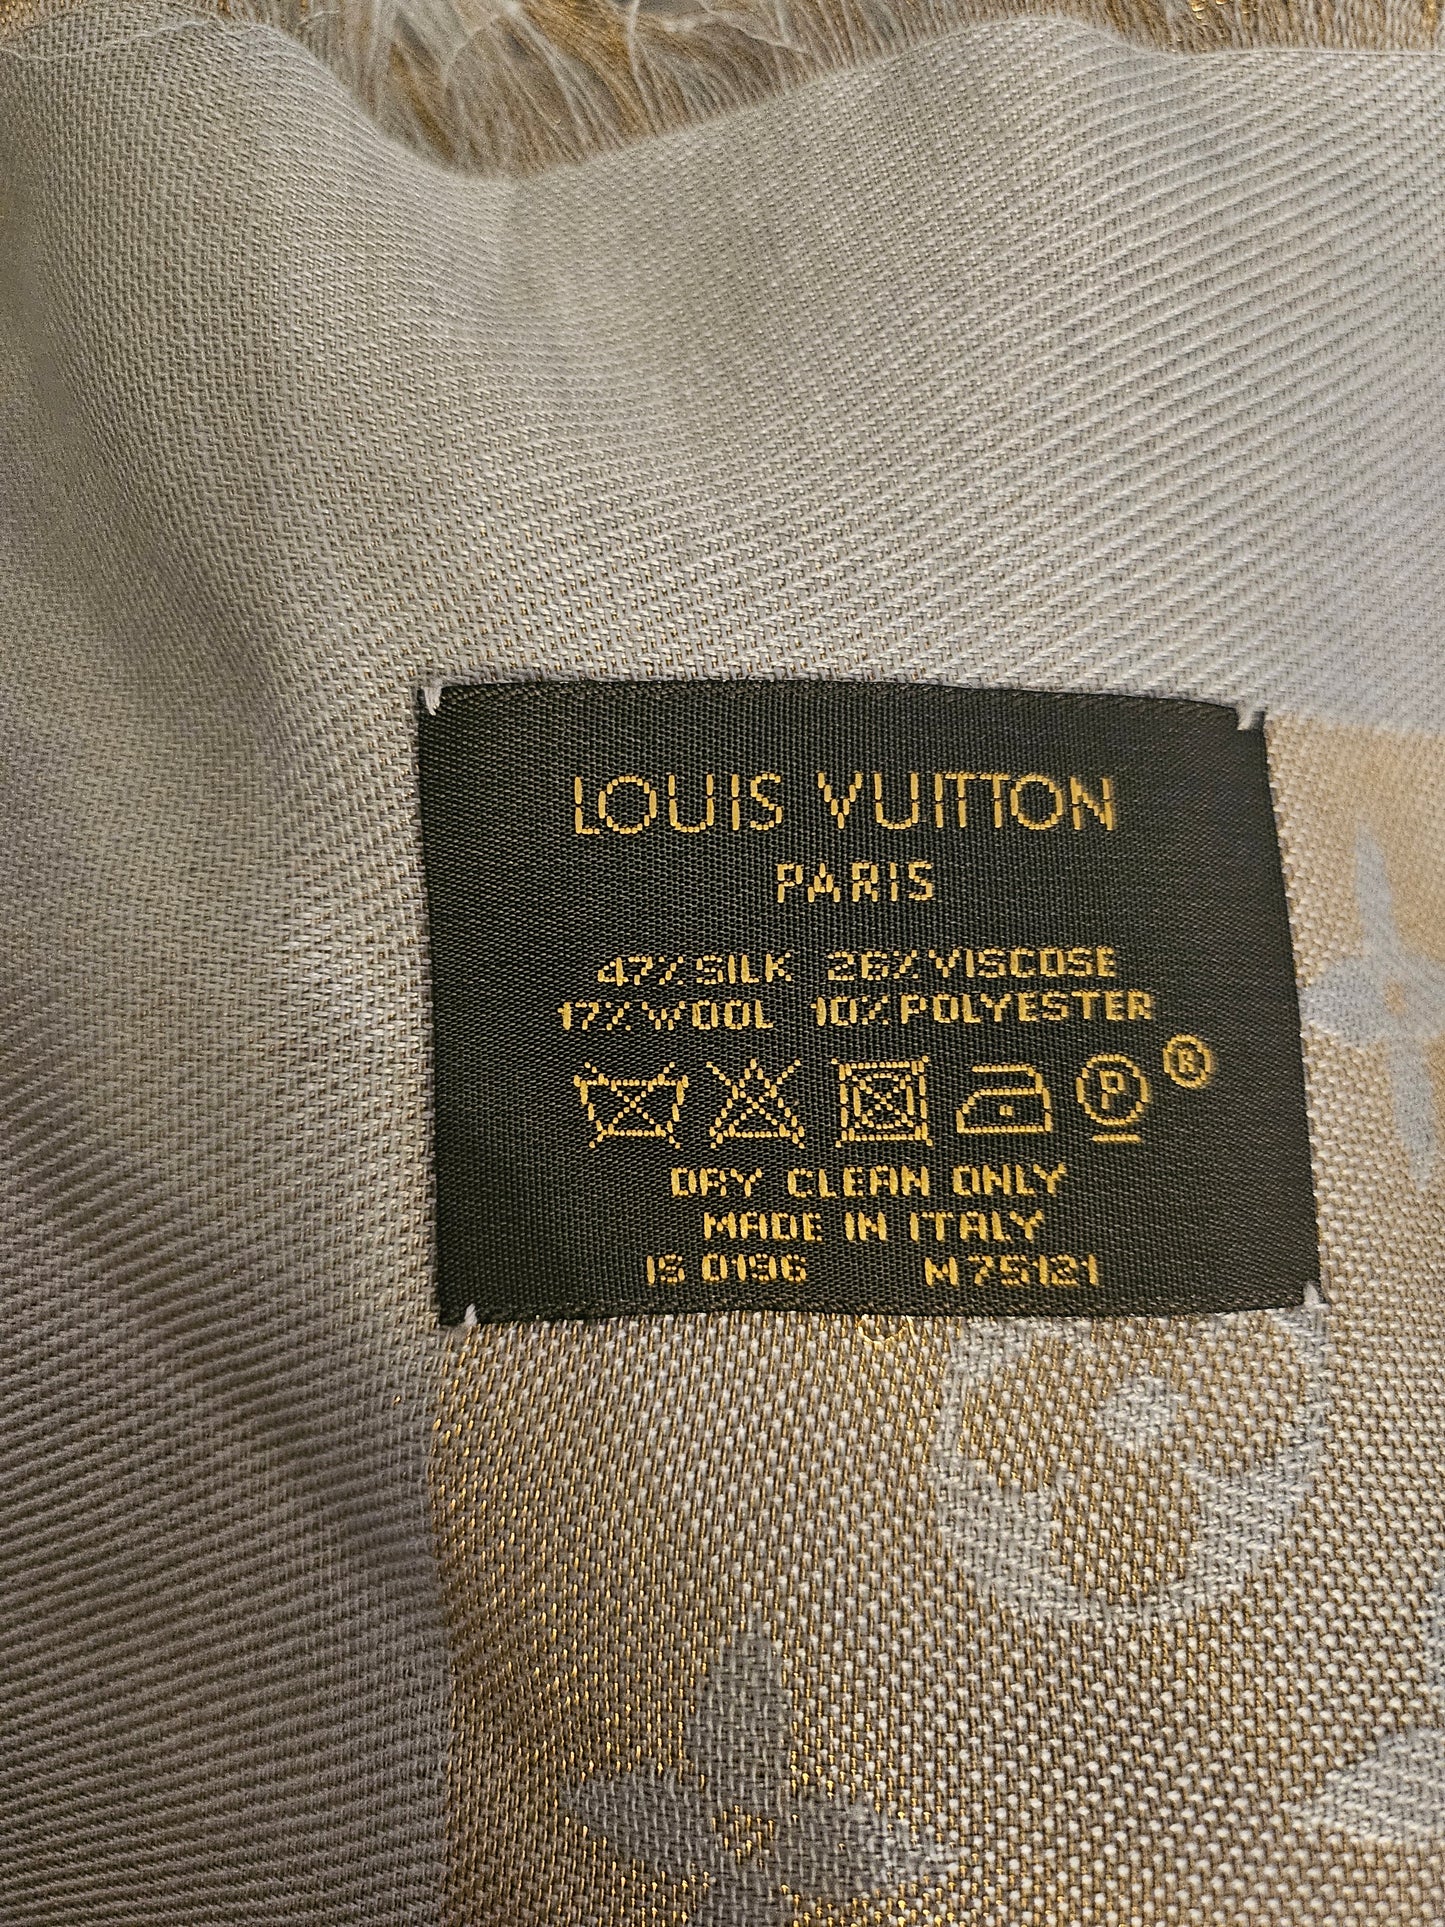 LOUIS VUITTON
PARIS
47% SILK 26% VISCOSE
17% WOOL 10% POLYESTER
P ®
DRY CLEAN ONLY
MADE IN ITALY
IS 0196 M75121